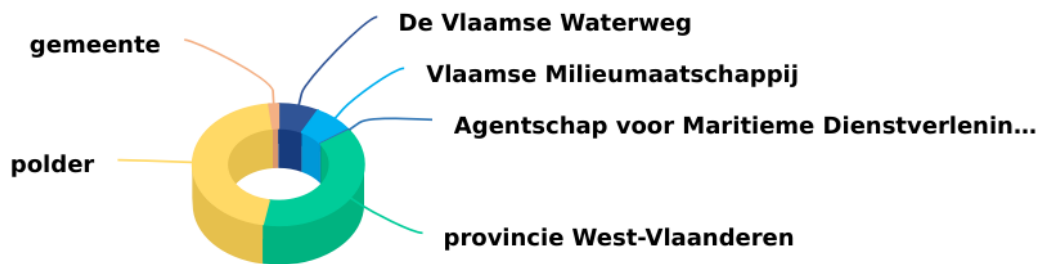 De Vlaamse Waterweg
gemeente
Vlaamse Milieumaatschappij
Agentschap voor Maritieme Dienstverlenin...
polder
provincie West-Vlaanderen